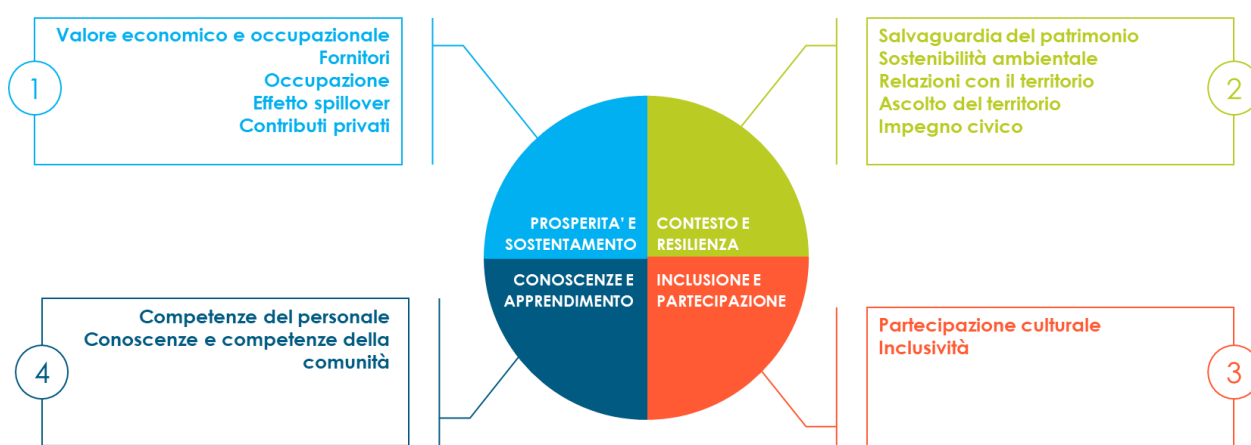 1
Valore economico e occupazionale
Fornitori
Occupazione
Effetto spillover
Contributi privati
2
Salvaguardia del patrimonio
Sostenibilità ambientale
Relazioni con il territorio
Ascolto del territorio
Impegno civico
PROSPERITA' E
SOSTENTAMENTO
CONTESTO E
RESILIENZA
CONOSCENZE E
APPRENDIMENTO
INCLUSIONE E
PARTECIPAZIONE
4
Competenze del personale
Conoscenze e competenze della
comunità
3
Partecipazione culturale
Inclusività